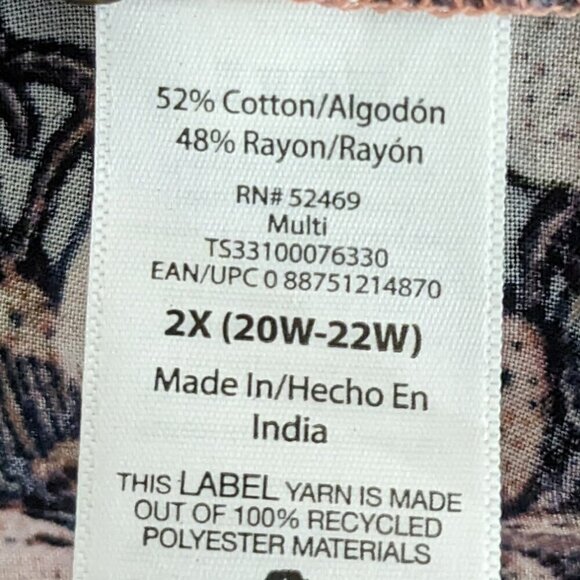 52% Cotton/Algodón
48% Rayon/Rayón
RN# 52469
Multi
TS33100076330
EAN/UPC 0 88751214870
2X (20W-22W)
Made In/Hecho En
India
THIS LABEL YARN IS MADE
OUT OF 100% RECYCLED
POLYESTER MATERIALS